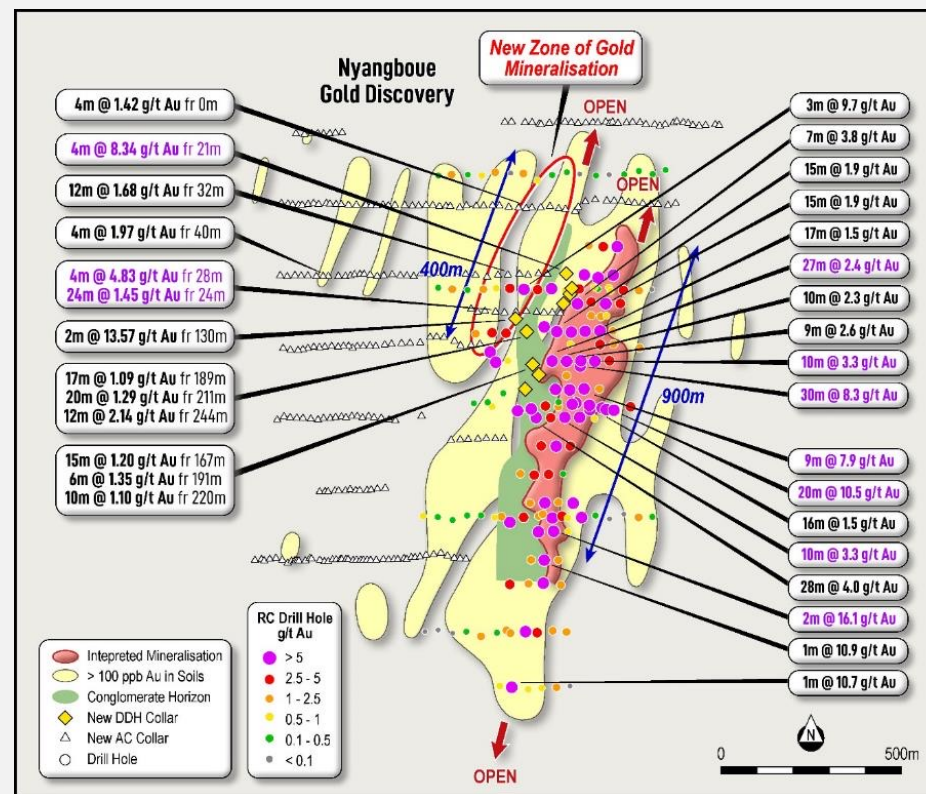 Nyangboue
Gold Discovery
New Zone of Gold
Mineralisation
OPEN
OPEN
4m @ 1.42 g/t Au fr 0m
4m @ 8.34 g/t Au fr 21m
12m @ 1.68 g/t Au fr 32m
4m @ 1.97 g/t Au fr 40m
4m @ 4.83 g/t Au fr 28m
24m @ 1.45 g/t Au fr 24m
2m @ 13.57 g/t Au fr 130m
17m @ 1.09 g/t Au fr 189m
20m @ 1.29 g/t Au fr 211m
12m @ 2.14 g/t Au fr 244m
15m @ 1.20 g/t Au fr 167m
6m @ 1.35 g/t Au fr 191m
10m @ 1.10 g/t Au fr 220m
400m
900m
3m @ 9.7 g/t Au
7m @ 3.8 g/t Au
15m @ 1.9 g/t Au
15m @ 1.9 g/t Au
17m @ 1.5 g/t Au
27m @ 2.4 g/t Au
10m @ 2.3 g/t Au
9m @ 2.6 g/t Au
10m @ 3.3 g/t Au
30m @ 8.3 g/t Au
9m @ 7.9 g/t Au
20m @ 10.5 g/t Au
16m @ 1.5 g/t Au
10m @ 3.3 g/t Au
28m @ 4.0 g/t Au
2m @ 16.1 g/t Au
1m @ 10.9 g/t Au
1m @ 10.7 g/t Au
Intepreted Mineralisation
> 100 ppb Au in Soils
Conglomerate Horizon
New DDH Collar
New AC Collar
Drill Hole
RC Drill Hole
g/t Au
> 5
2.5 - 5
1 - 2.5
0.5 - 1
0.1 - 0.5
< 0.1
OPEN
N
0 500m